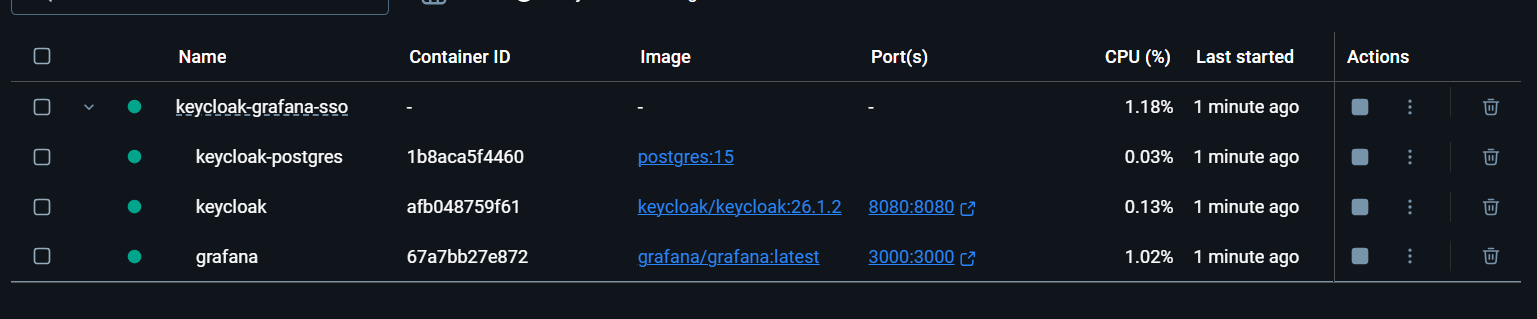 Name Container ID Image Port(s) CPU (%) Last started Actions
keycloak-grafana-sso - - - 1.18% 1 minute ago
keycloak-postgres 1b8aca5f4460 postgres:15 0.03% 1 minute ago
keycloak afb048759f61 keycloak/keycloak:26.1.2 8080:8080 0.13% 1 minute ago
grafana 67a7bb27e872 grafana/grafana:latest 3000:3000 1.02% 1 minute ago